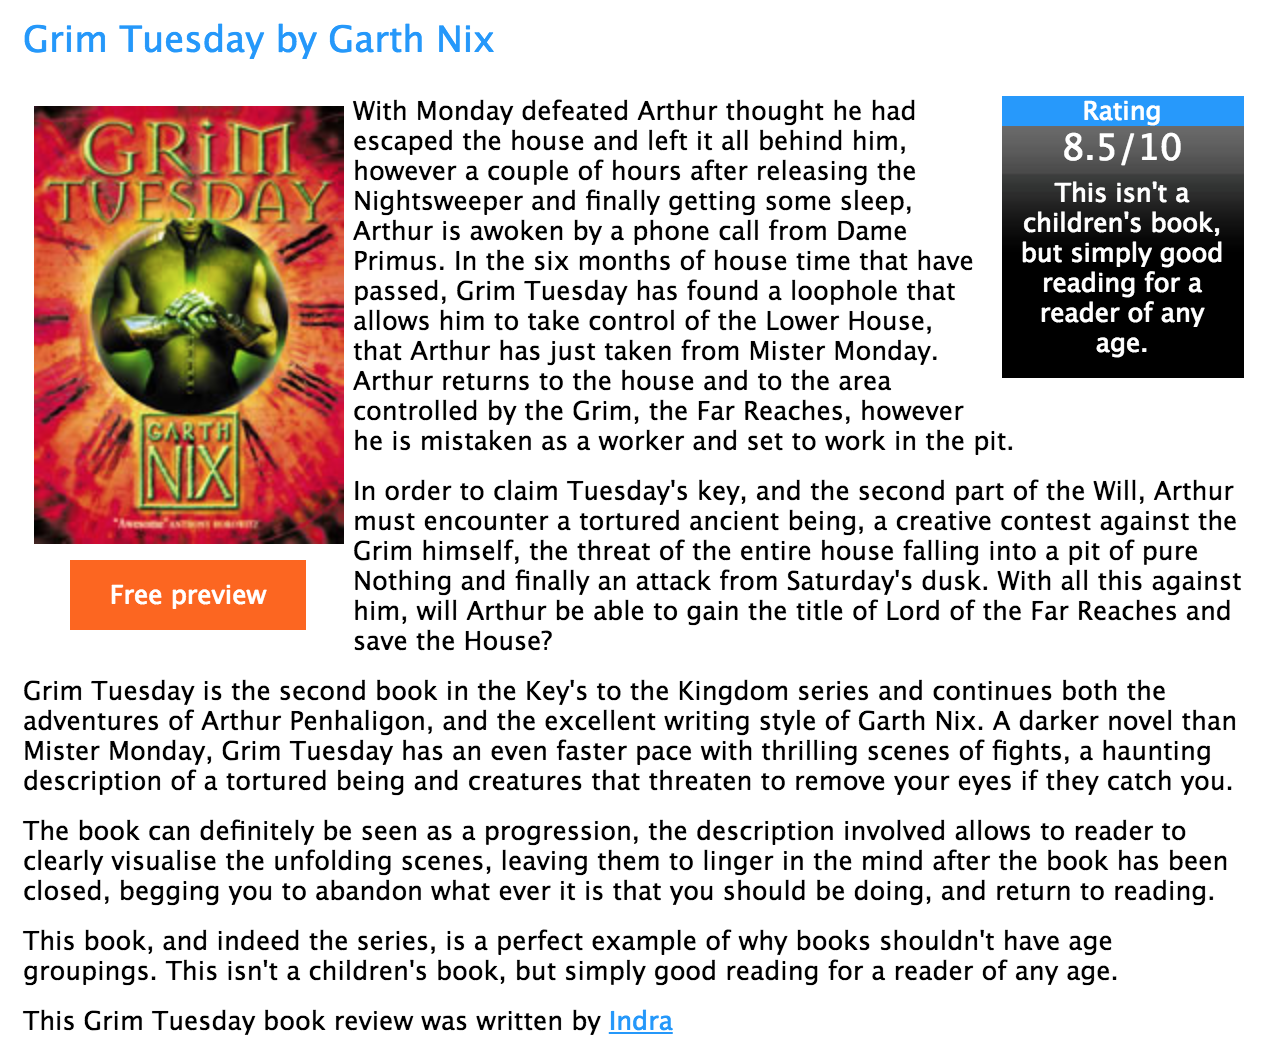 Grim Tuesday by Garth Nix
GRIM
TUESDAY
GARTH
NIX
"Awesome" ANTHONY HOROWITZ
Free preview
With Monday defeated Arthur thought he had
escaped the house and left it all behind him,
however a couple of hours after releasing the
Nightsweeper and finally getting some sleep,
Arthur is awoken by a phone call from Dame
Primus. In the six months of house time that have
passed, Grim Tuesday has found a loophole that
allows him to take control of the Lower House,
that Arthur has just taken from Mister Monday.
Arthur returns to the house and to the area
controlled by the Grim, the Far Reaches, however
he is mistaken as a worker and set to work in the pit.
Rating
8.5/10
This isn't a
children's book,
but simply good
reading for a
reader of any
age.
In order to claim Tuesday's key, and the second part of the Will, Arthur
must encounter a tortured ancient being, a creative contest against the
Grim himself, the threat of the entire house falling into a pit of pure
Nothing and finally an attack from Saturday's dusk. With all this against
him, will Arthur be able to gain the title of Lord of the Far Reaches and
save the House?
Grim Tuesday is the second book in the Key's to the Kingdom series and continues both the
adventures of Arthur Penhaligon, and the excellent writing style of Garth Nix. A darker novel than
Mister Monday, Grim Tuesday has an even faster pace with thrilling scenes of fights, a haunting
description of a tortured being and creatures that threaten to remove your eyes if they catch you.
The book can definitely be seen as a progression, the description involved allows to reader to
clearly visualise the unfolding scenes, leaving them to linger in the mind after the book has been
closed, begging you to abandon what ever it is that you should be doing, and return to reading.
This book, and indeed the series, is a perfect example of why books shouldn't have age
groupings. This isn't a children's book, but simply good reading for a reader of any age.
This Grim Tuesday book review was written by Indra